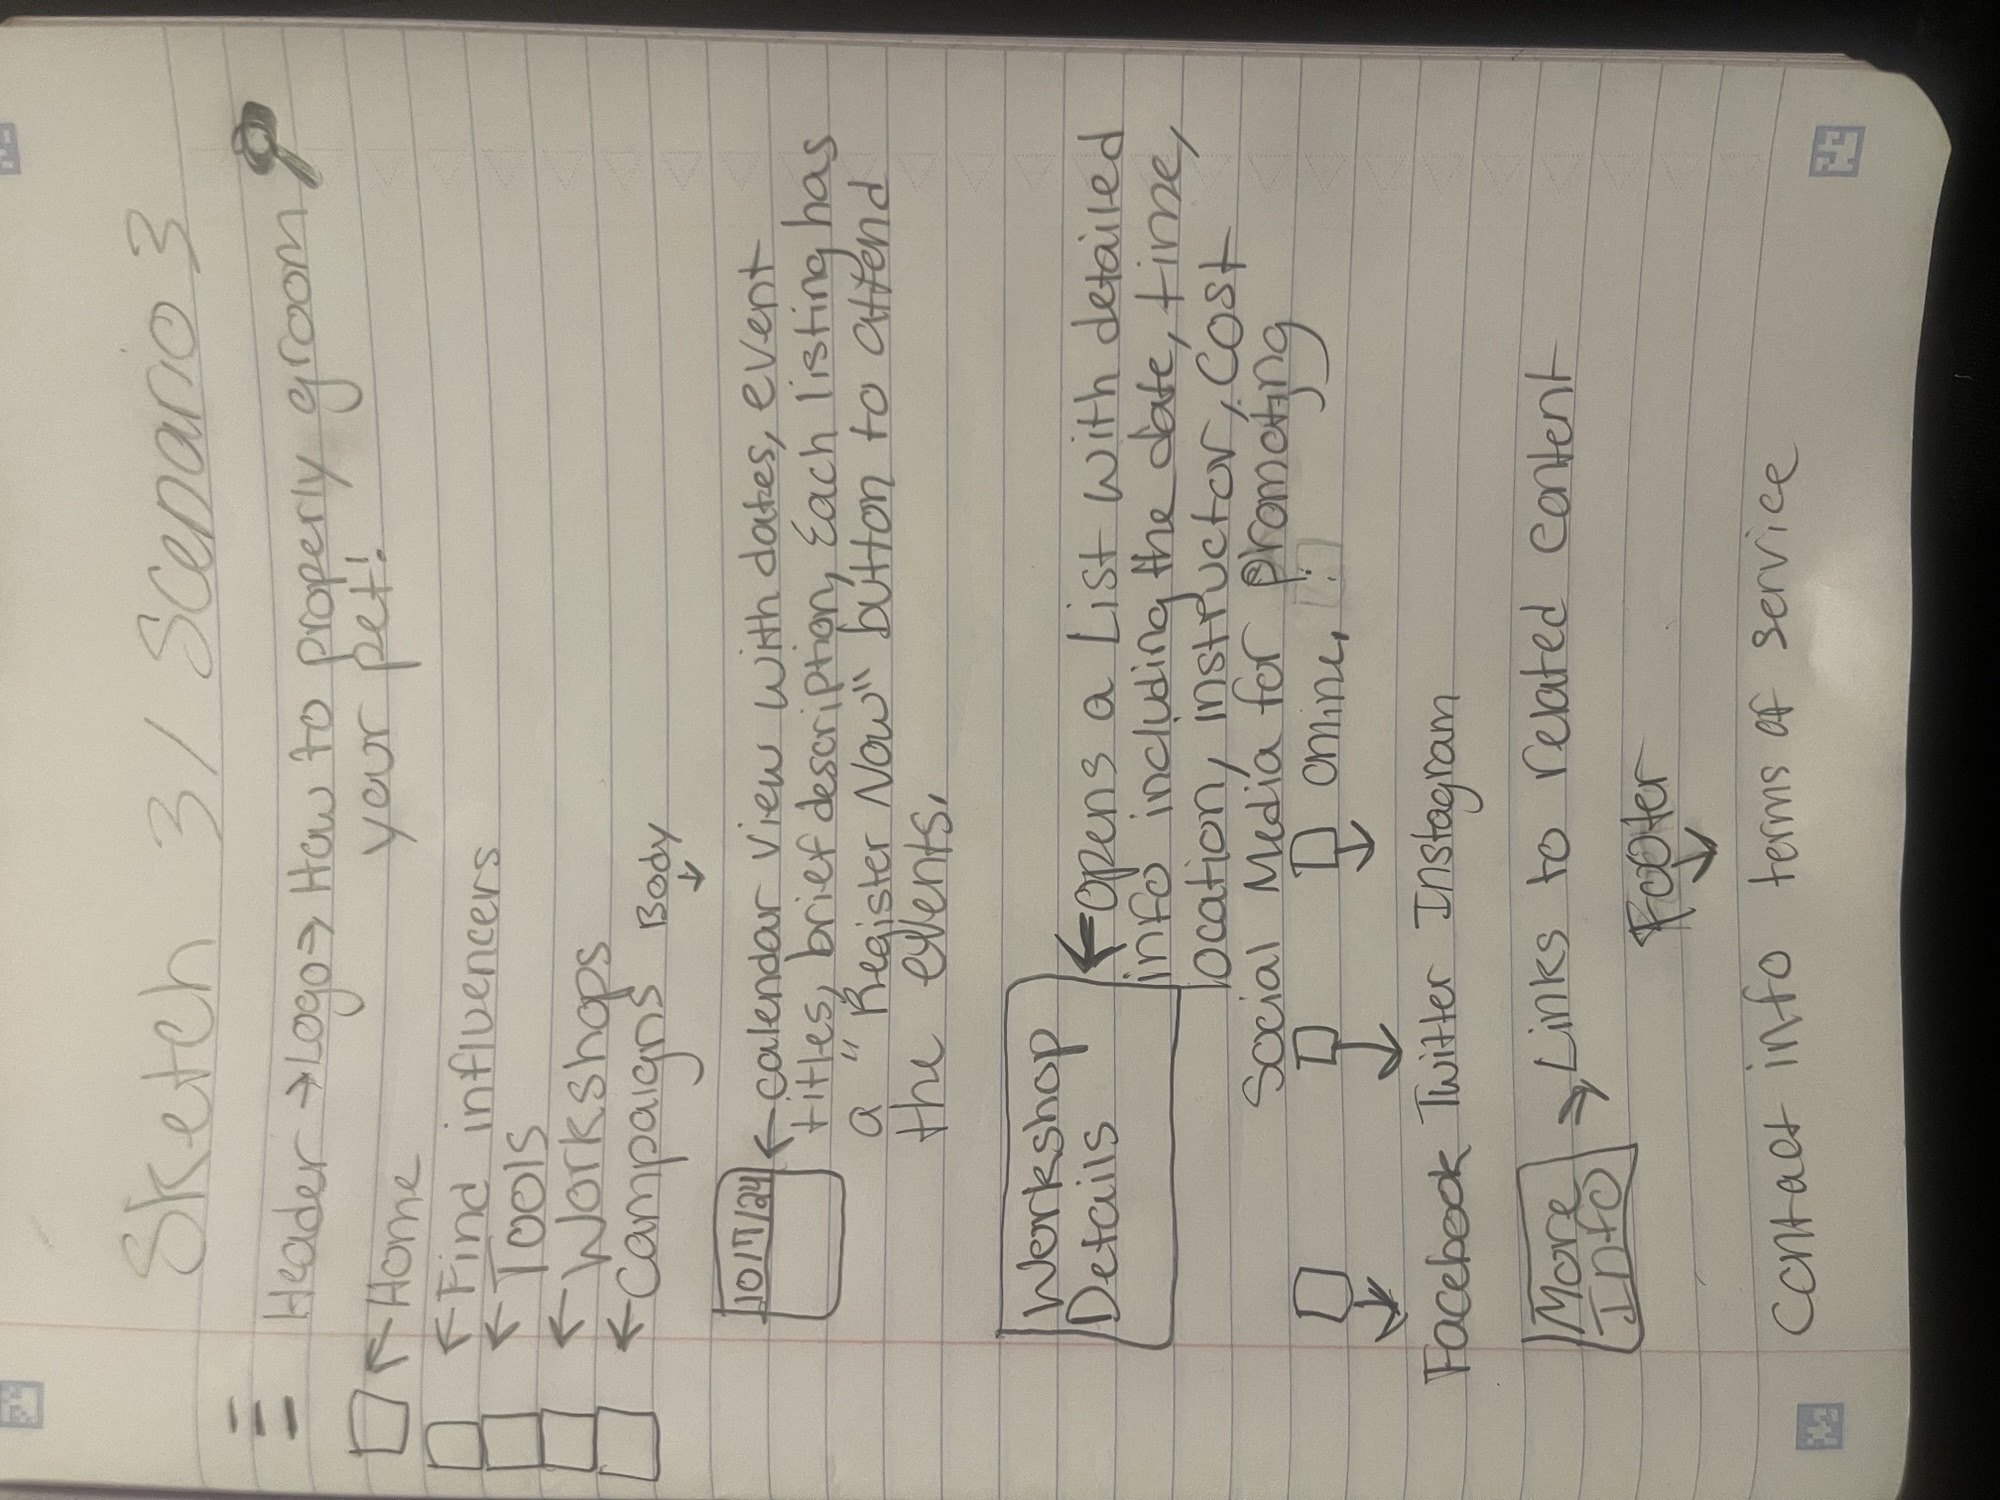 Sketch 3 / Scenario 3
Header → Logo → How to properly groom
your pet!
← Home
← Find influencers
← Tools
← Workshops
← Campaigns
Body
↓
10/7/24
← calendar view with dates, event
titles, brief description, Each listing has
a "Register Now" button to attend
the events.
Workshop
Details
← opens a List with detailed
info including the date, time,
location, instructor, cost
Social Media for promoting
online.
Facebook Twitter Instagram
More
Info
→ Links to related content
Footer
↓
Contact info terms of service